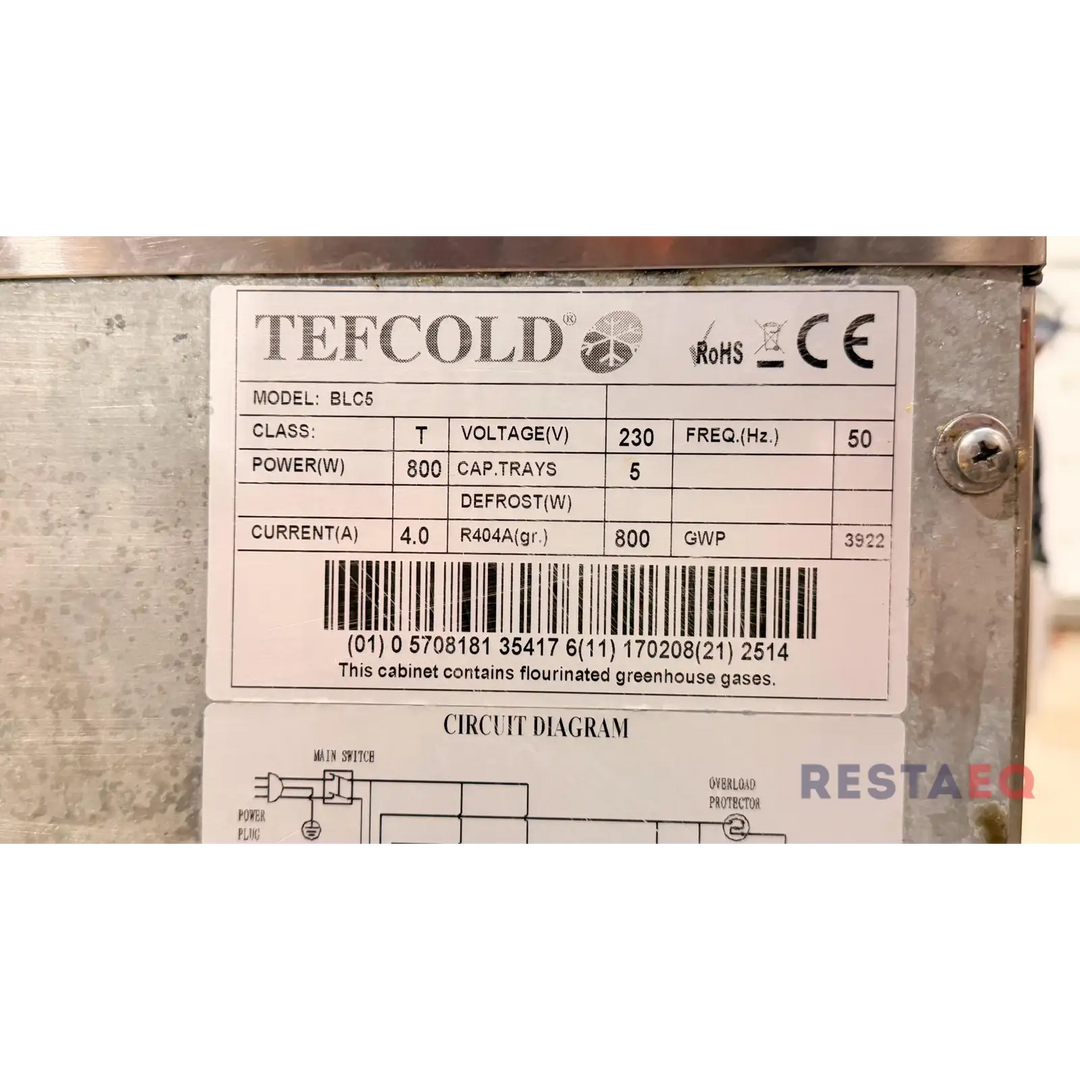 TEFCOLD® RoHS CE
MODEL: BLC5
CLASS: T VOLTAGE(V) 230 FREQ.(Hz.) 50
POWER(W) 800 CAP.TRAYS 5
DEFROST(W)
CURRENT(A) 4.0 R404A(gr.) 800 GWP 3922
(01) 0 5708181 35417 6(11) 170208(21) 2514
This cabinet contains flourinated greenhouse gases.
CIRCUIT DIAGRAM
MAIN SWITCH
POWER
PLUG
OVERLOAD
PROTECTOR
RESTAEQ